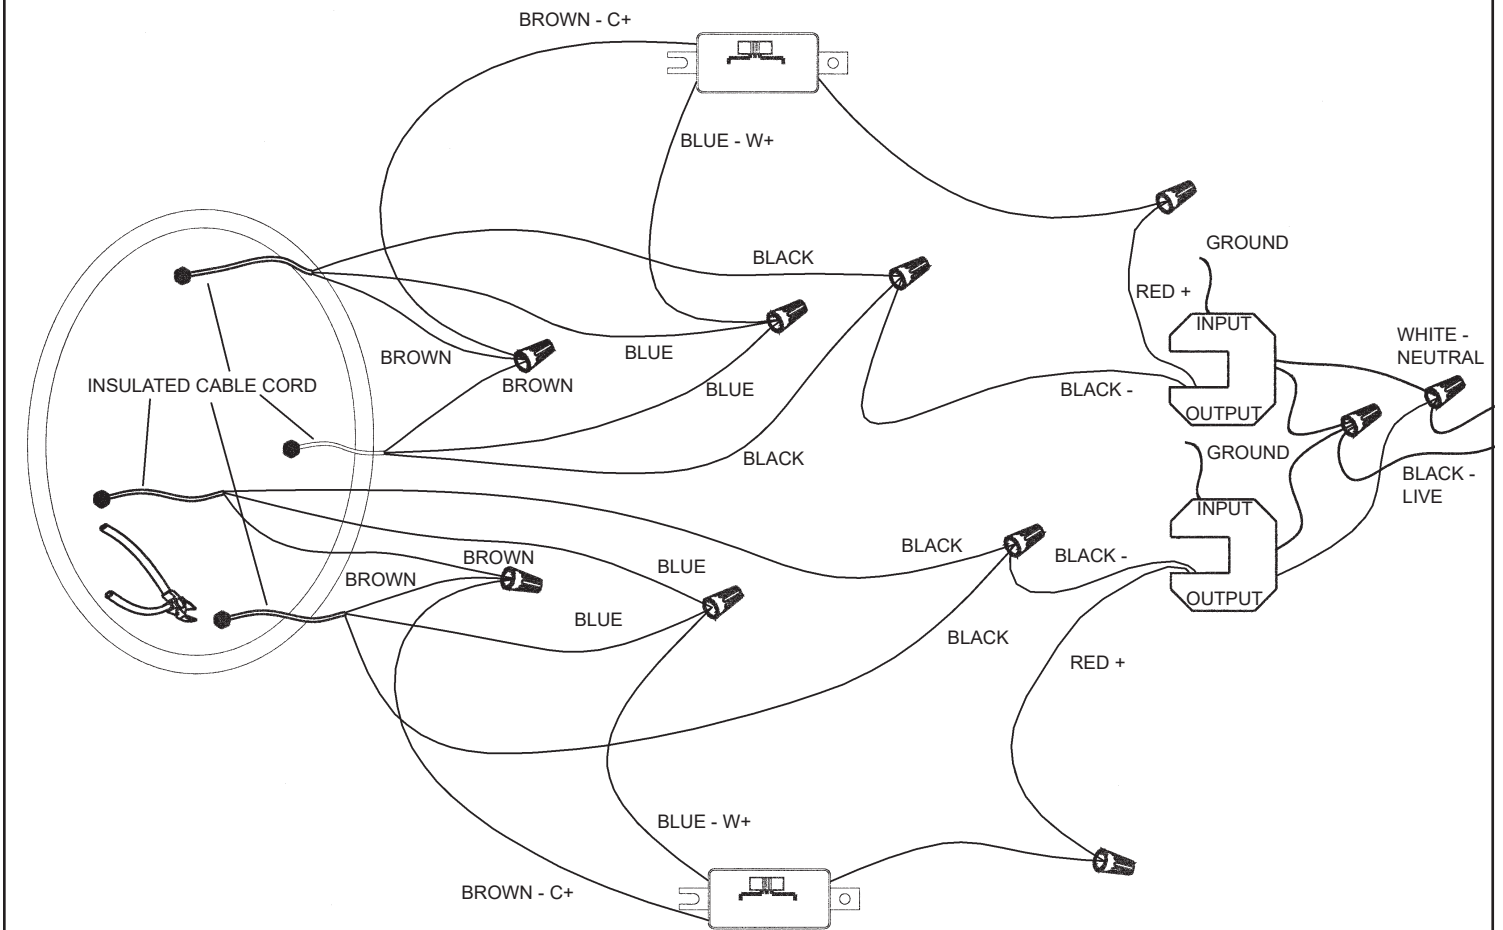 BROWN - C+
BLUE - W+
BLACK
GROUND
RED +
INPUT
WHITE -
NEUTRAL
BROWN
BLUE
INSULATED CABLE CORD
BROWN
BLUE
BLACK -
OUTPUT
BLACK
GROUND
BLACK -
LIVE
INPUT
BLACK
BLACK -
BROWN
BROWN
BLUE
OUTPUT
BLUE
BLACK
RED +
BLUE - W+
BROWN - C+